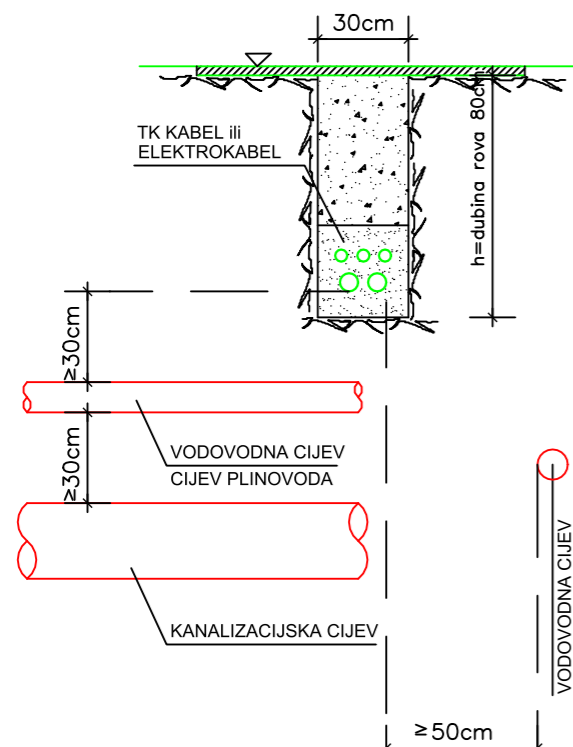 30cm
TK KABEL ili
ELEKTROKABEL
h=dubina rova 80cm
≥30cm
≥30cm
VODOVODNA CIJEV
CIJEV PLINOVODA
KANALIZACIJSKA CIJEV
VODOVODNA CIJEV
≥50cm